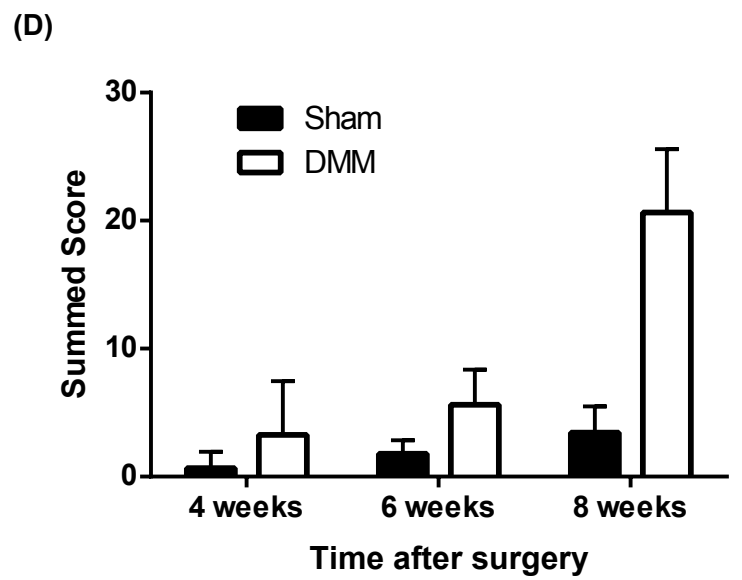 (D)
30
20
10
0
Summed Score
Sham
DMM
4 weeks
6 weeks
8 weeks
Time after surgery